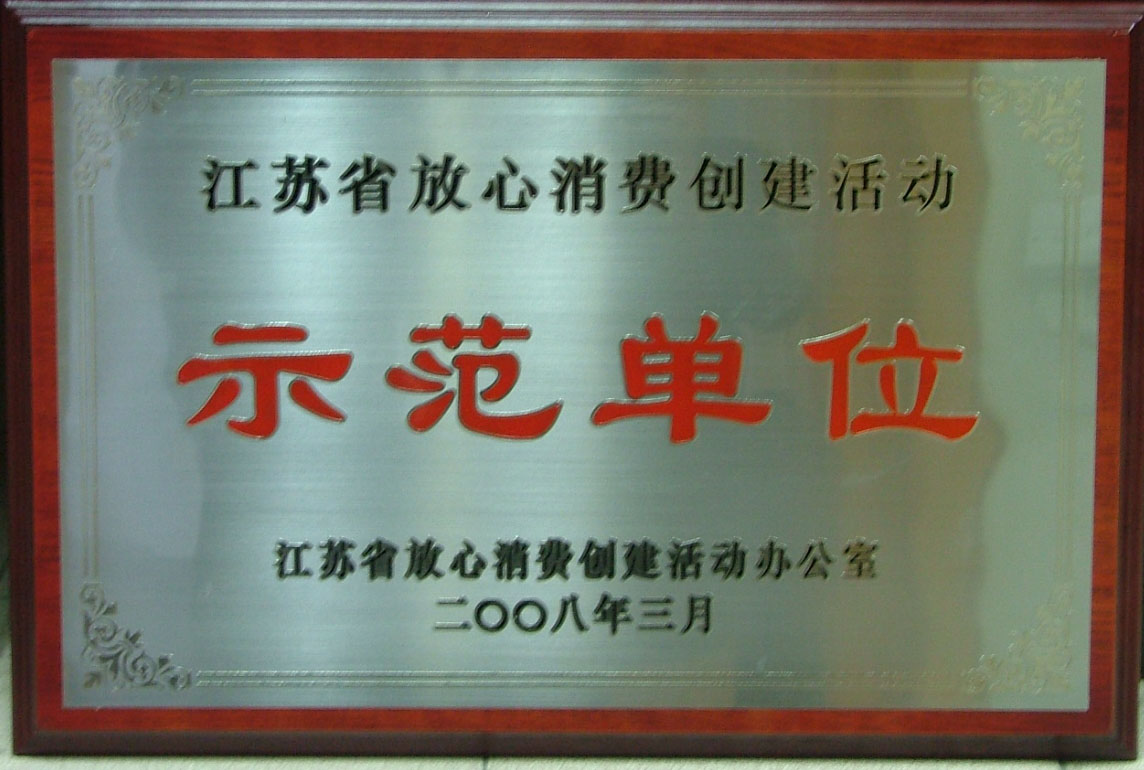 江苏省放心消费创建活动
示范单位
江苏省放心消费创建活动办公室
二〇〇八年三月